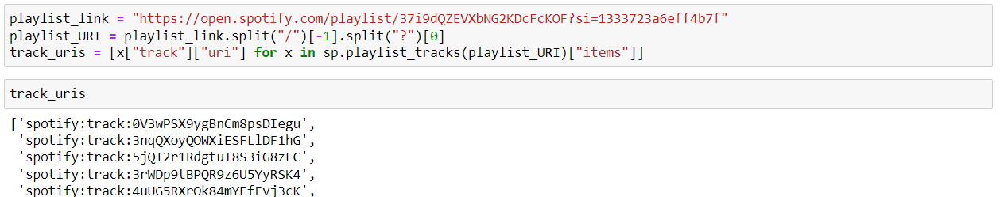 playlist_link = "https://open.spotify.com/playlist/37i9dQZEVXbNG2KDcFcKOF?si=1333723a6eff4b7f"
playlist_URI = playlist_link.split("/")[-1].split("?")[0]
track_uris = [x["track"]["uri"] for x in sp.playlist_tracks(playlist_URI)["items"]]
track_uris
['spotify:track:0V3wPSX9ygBnCm8psDIegu',
'spotify:track:3nqQXoyQOWXiESFLlDF1hG',
'spotify:track:5jQI2r1RdgtuT8S3iG8zFC',
'spotify:track:3rWDp9tBPQR9z6U5YyRSK4',
'spotify:track:4uUG5RXrOk84mYEfFvj3cK',